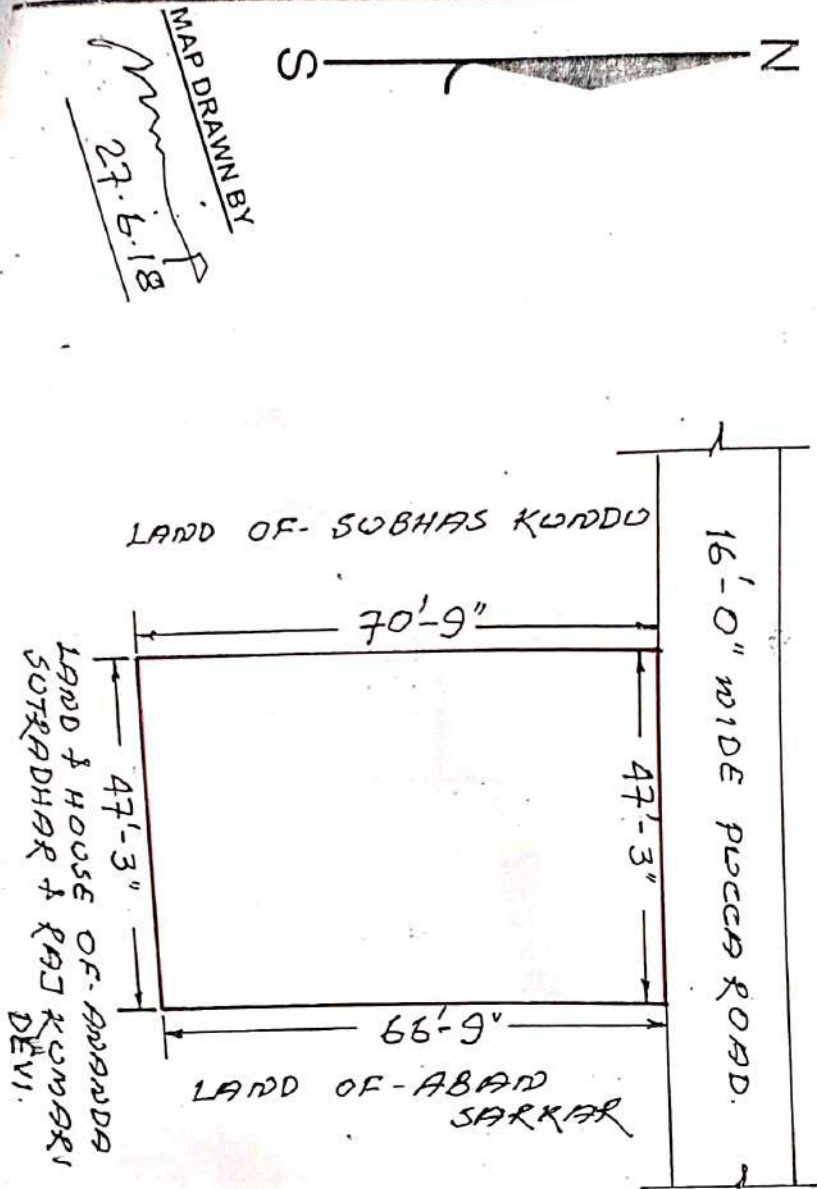 N
S
MAP DRAWN BY
27.6.18
16'-0" WIDE PUCCA ROAD.
LAND OF- SUBHAS KUNDU
70'-9"
47'-3"
47'-3"
66'-9"
LAND OF- ABAND
SARKAR
LAND & HOUSE OF- ANANDA
SUTRADHAR & RAJ KUMARI
DEVI.